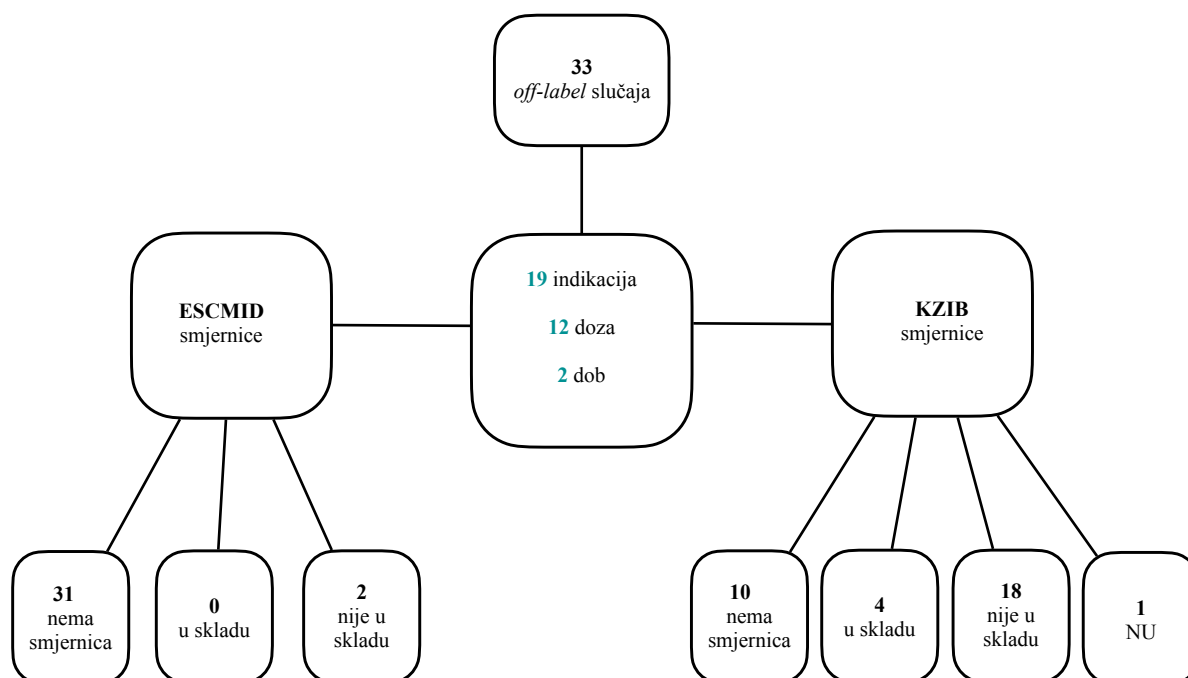 33
off-label slučaja
19 indikacija
12 doza
2 dob
ESCMID
smjernice
KZIB
smjernice
31
nema
smjernica
0
u skladu
2
nije u
skladu
10
nema
smjernica
4
u skladu
18
nije u
skladu
1
NU